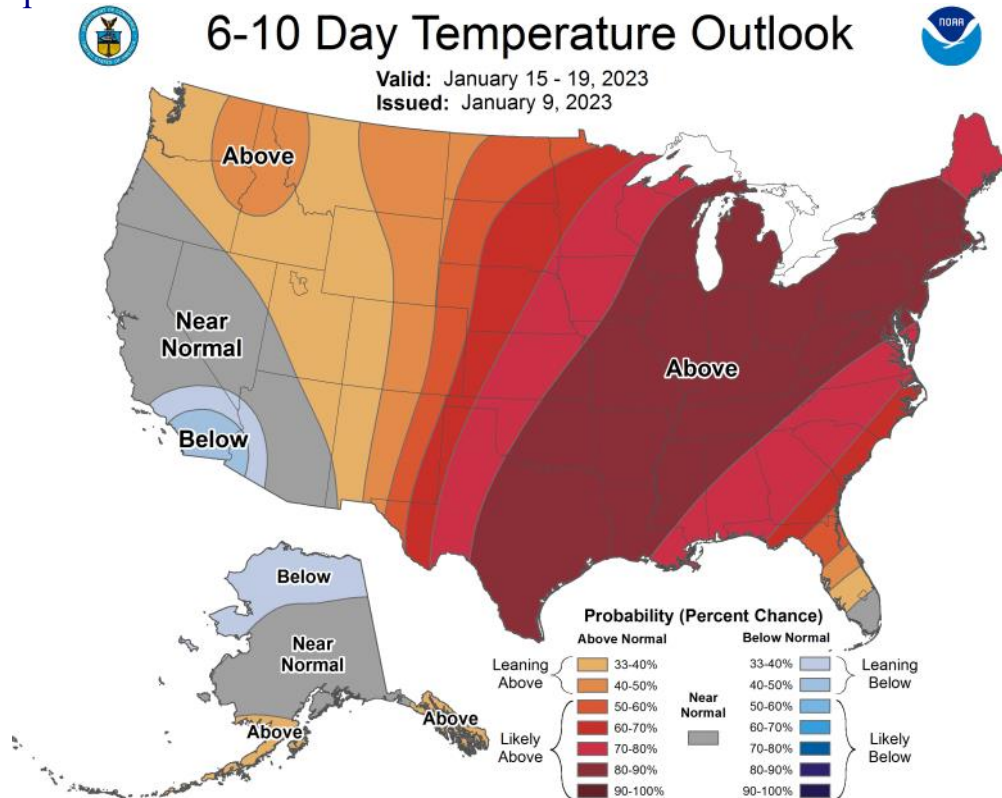 6-10 Day Temperature Outlook
NOAA
Valid: January 15 - 19, 2023
Issued: January 9, 2023
Above
Near
Normal
Below
Above
Below
Near
Normal
Above
Above
Probability (Percent Chance)
Above Normal
Below Normal
Leaning
Above
33-40%
40-50%
Likely
Above
50-60%
60-70%
70-80%
80-90%
90-100%
Near
Normal
33-40%
40-50%
Leaning
Below
50-60%
60-70%
70-80%
80-90%
90-100%
Likely
Below